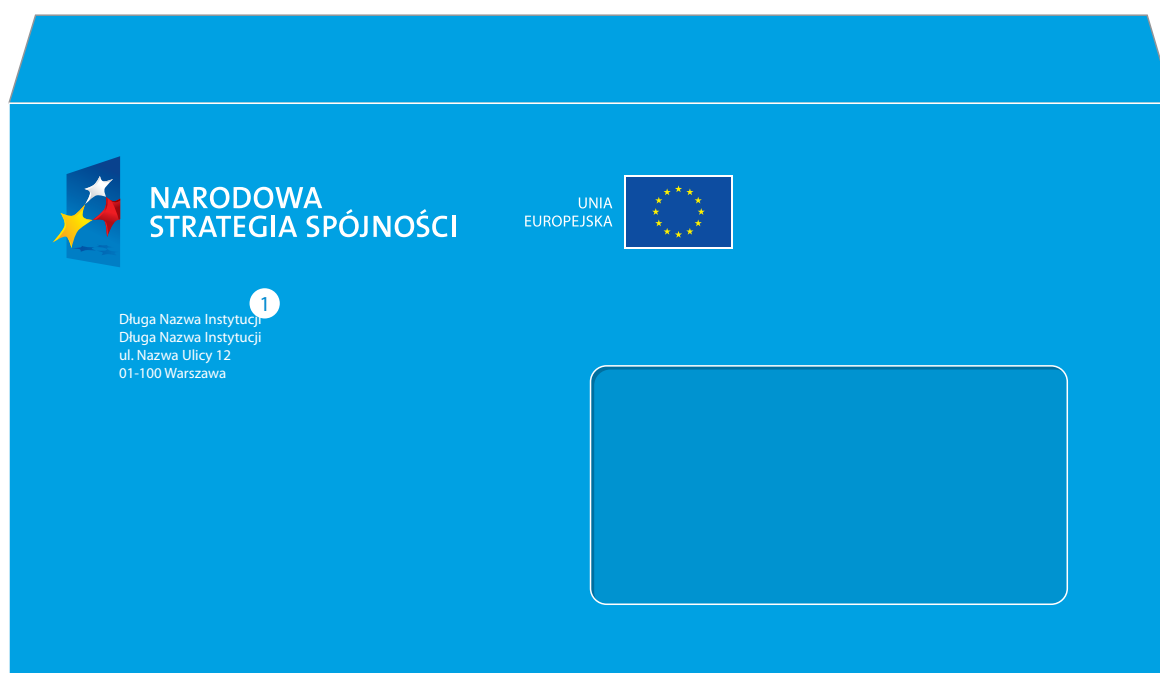 NARODOWA
STRATEGIA SPÓJNOŚCI
UNIA
EUROPEJSKA
1
Długa Nazwa Instytucji
Długa Nazwa Instytucji
ul. Nazwa Ulicy 12
01-100 Warszawa